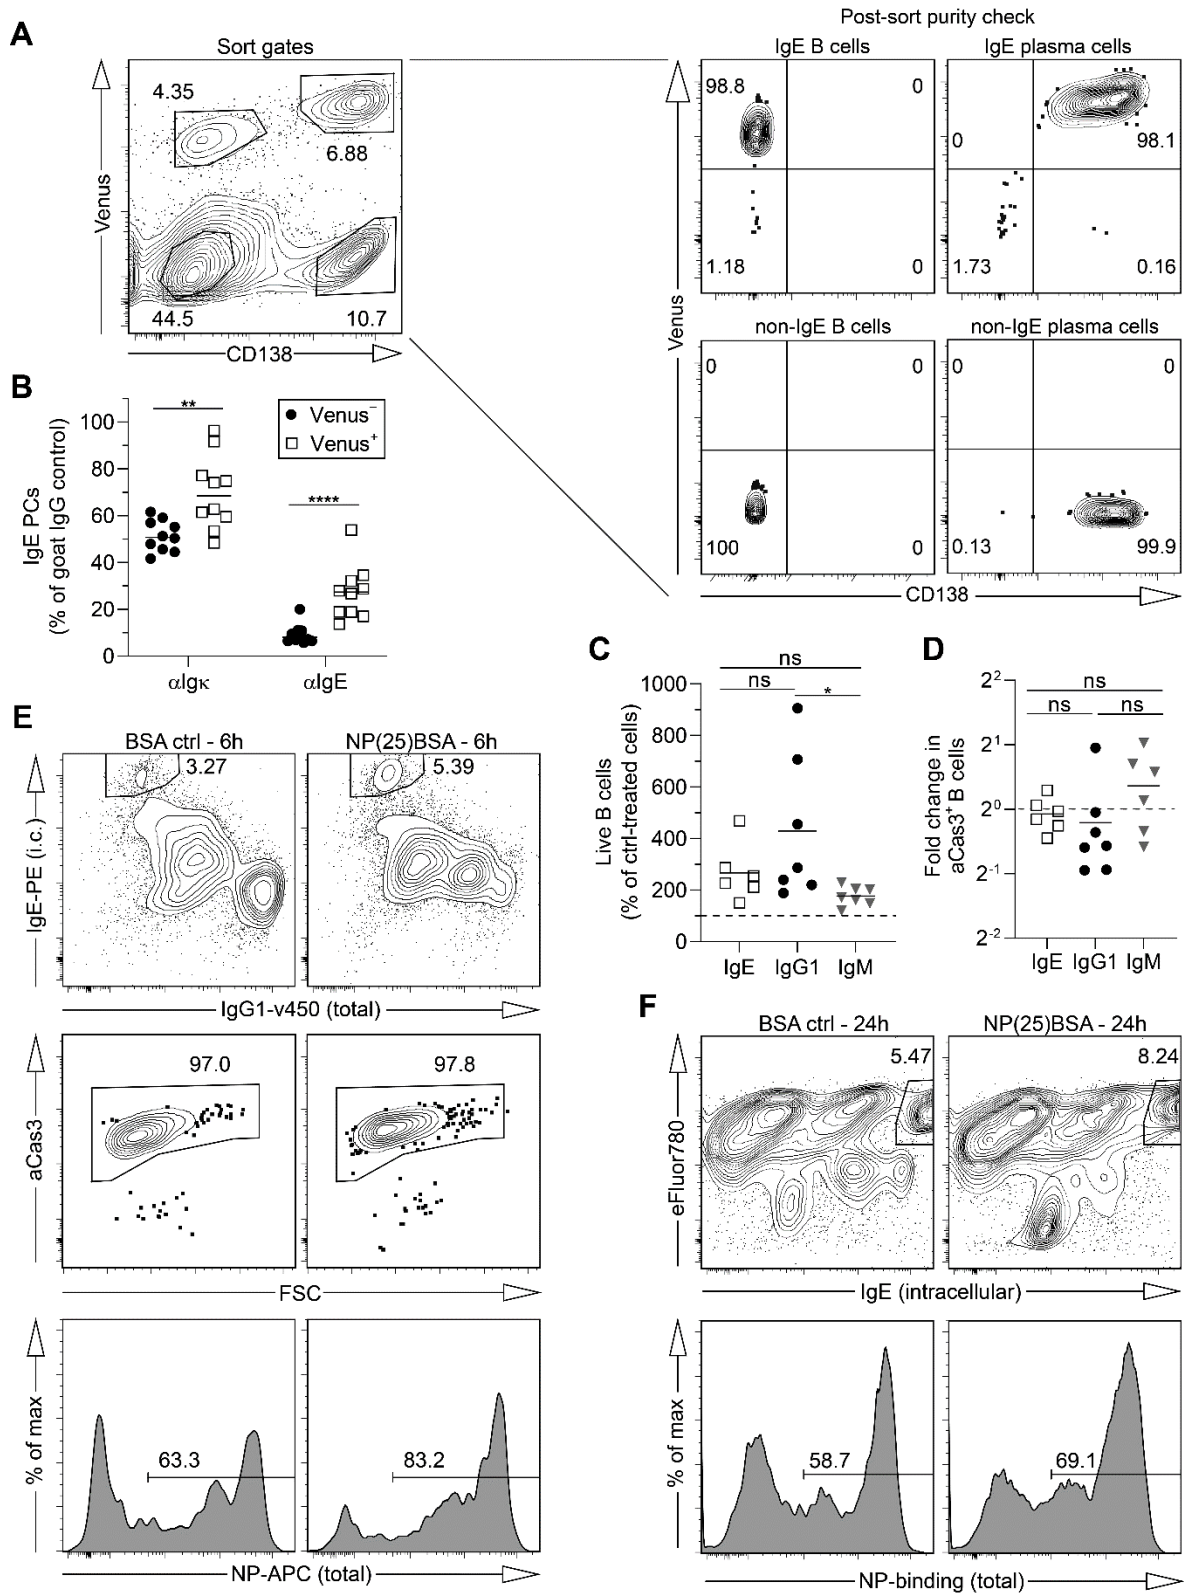 A
Sort gates
4.35
6.88
44.5
10.7
Venus
CD138
Post-sort purity check
IgE B cells
IgE plasma cells
98.8
0
1.18
0
0
98.1
1.73
0.16
non-IgE B cells
non-IgE plasma cells
0
0
100
0
0
0
0.13
99.9
Venus
CD138
B
IgE PCs
(% of goat IgG control)
100
80
60
40
20
0
**
****
Venus⁻
Venus⁺
αIgκ
αIgE
C
Live B cells
(% of ctrl-treated cells)
1000
800
600
400
200
0
ns
ns
*
IgE
IgG1
IgM
D
Fold change in
aCas3⁺ B cells
2²
2¹
2⁰
2⁻¹
2⁻²
ns
ns
ns
IgE
IgG1
IgM
E
BSA ctrl - 6h
NP(25)BSA - 6h
3.27
5.39
IgE-PE (i.c.)
IgG1-v450 (total)
97.0
97.8
aCas3
FSC
63.3
83.2
% of max
NP-APC (total)
F
BSA ctrl - 24h
NP(25)BSA - 24h
5.47
8.24
eFluor780
IgE (intracellular)
58.7
69.1
% of max
NP-binding (total)